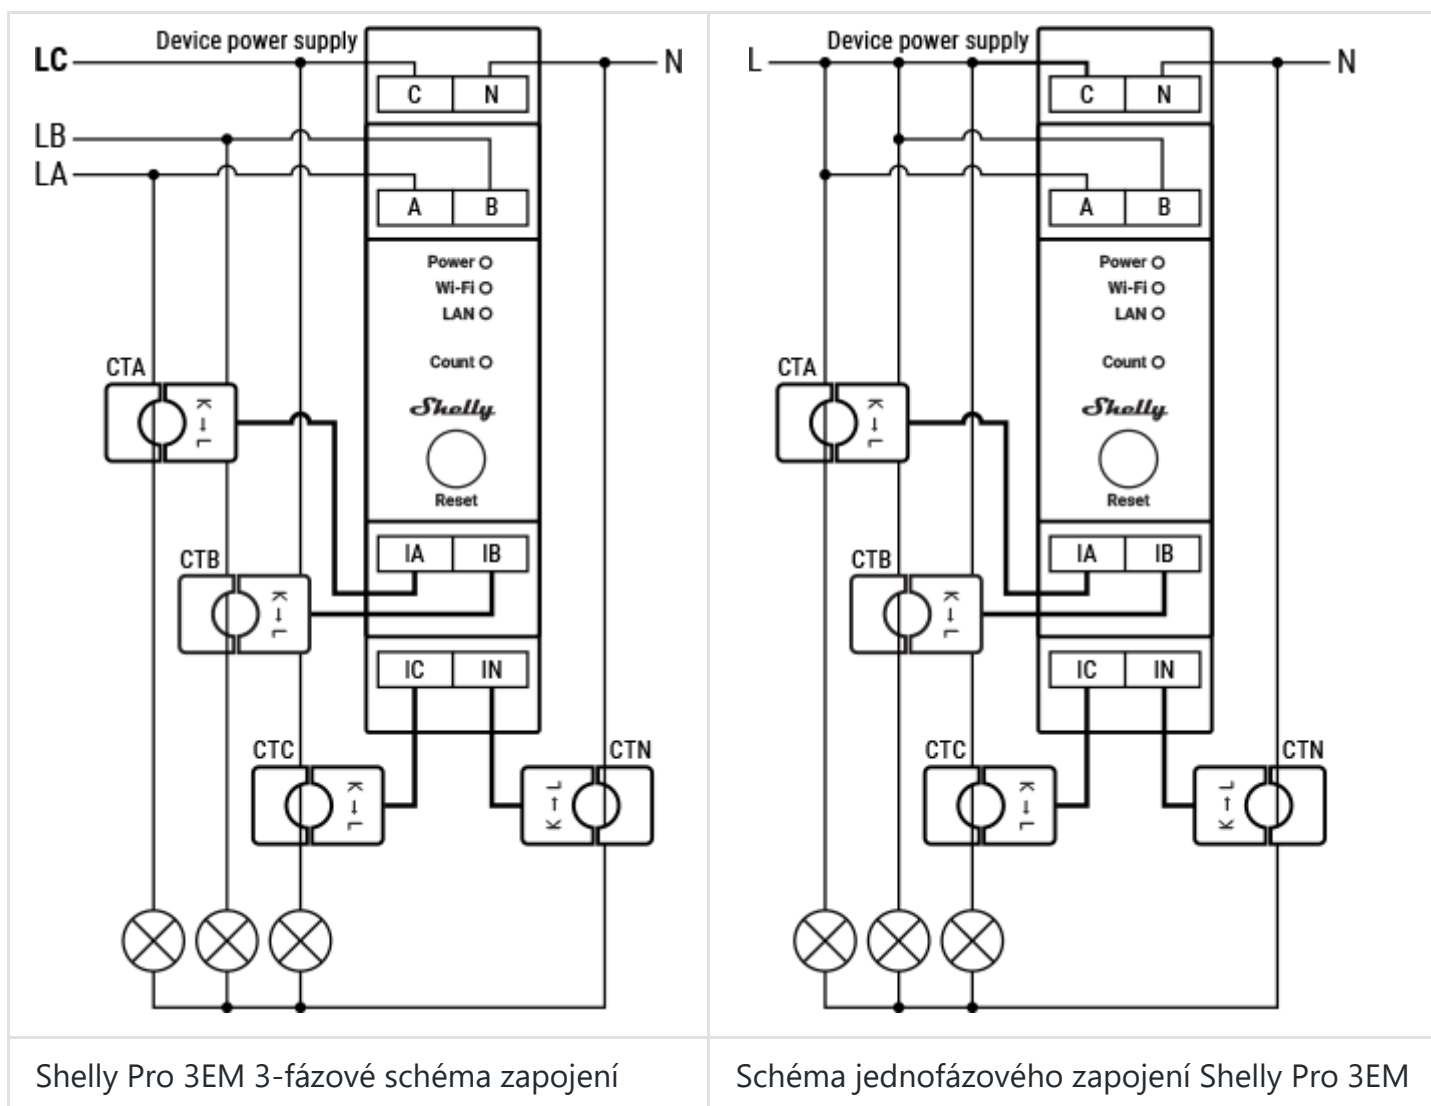 Device power supply
LC
N
C N
LB
LA
A B
Power
Wi-Fi
LAN
Count
Shelly
Reset
CTA
K → L
IA IB
CTB
K → L
IC IN
CTC
K → L
CTN
K → L
Shelly Pro 3EM 3-fázové schéma zapojení
Device power supply
L
N
C N
A B
Power
Wi-Fi
LAN
Count
Shelly
Reset
CTA
K → L
IA IB
CTB
K → L
IC IN
CTC
K → L
CTN
K → L
Schéma jednofázového zapojení Shelly Pro 3EM